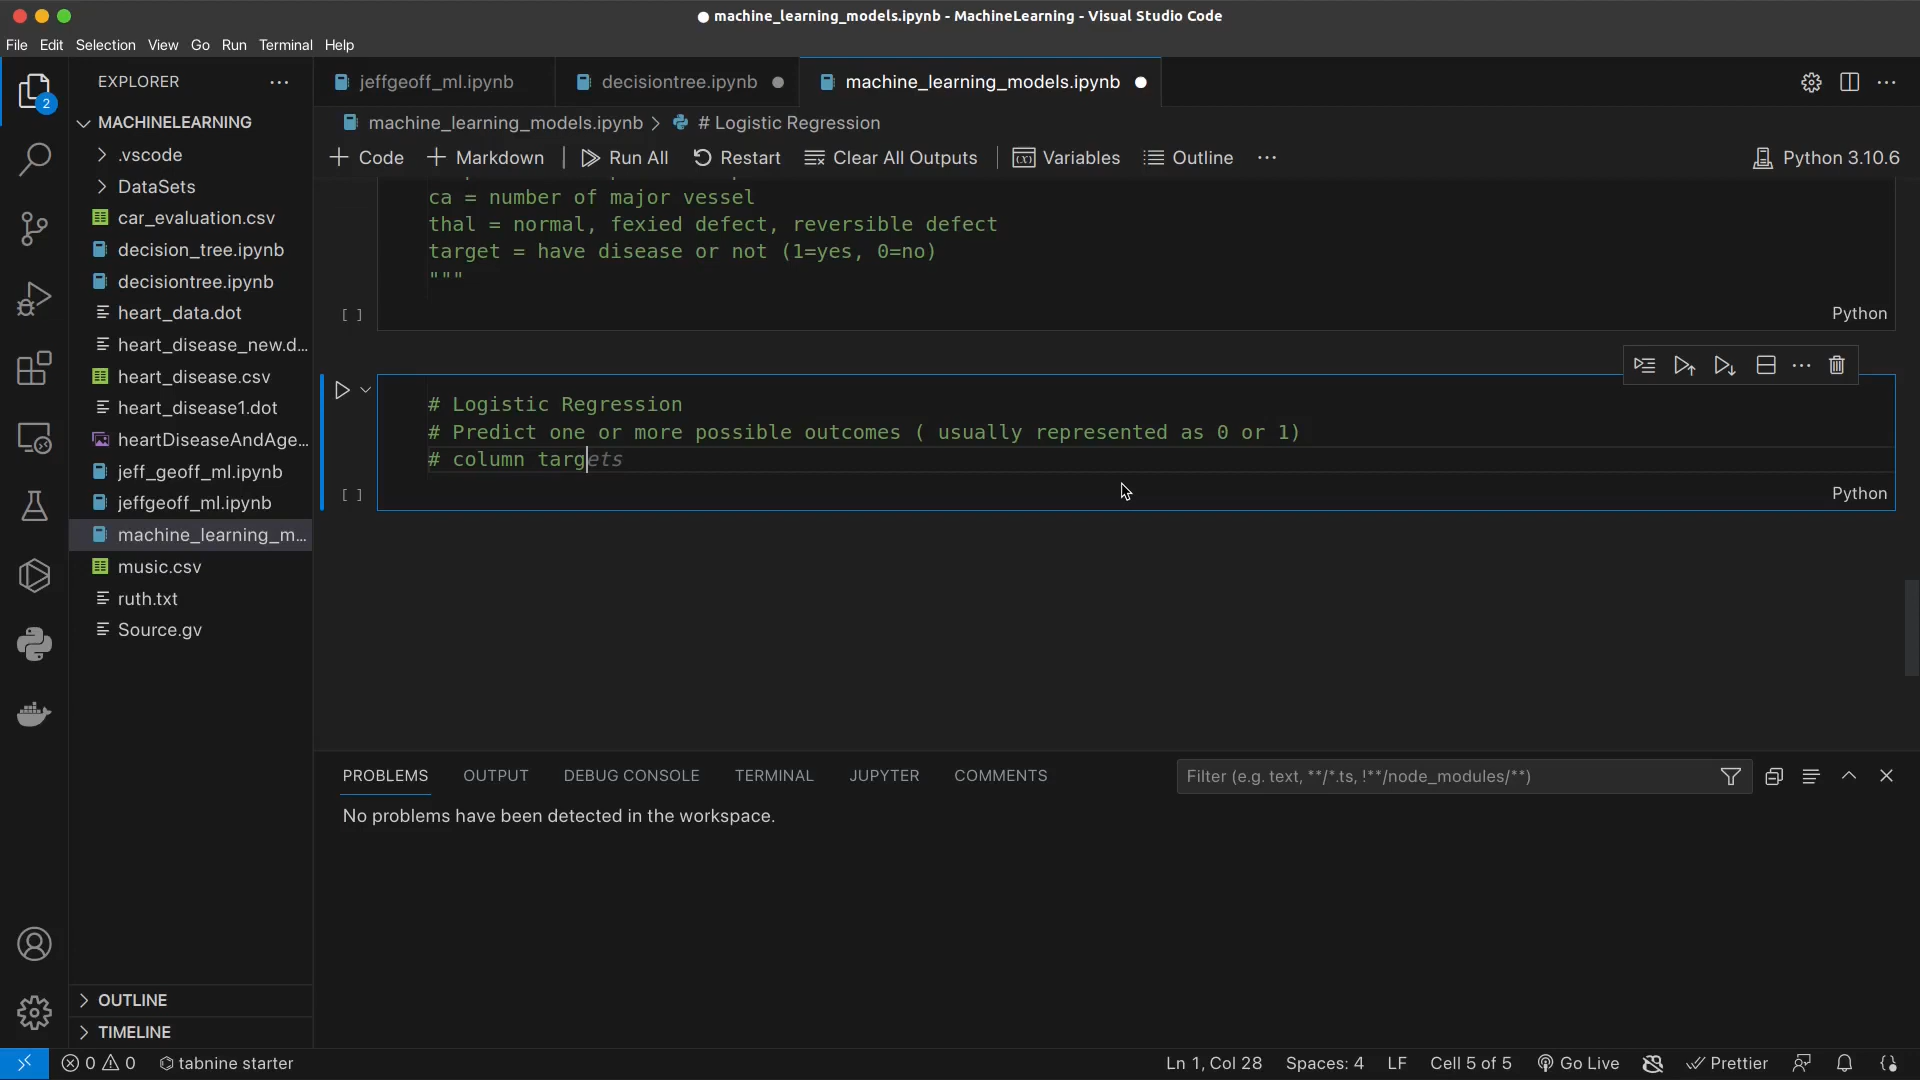 machine_learning_models.ipynb - MachineLearning - Visual Studio Code
File Edit Selection View Go Run Terminal Help
EXPLORER
2
MACHINELEARNING
.vscode
DataSets
car_evaluation.csv
decision_tree.ipynb
decisiontree.ipynb
heart_data.dot
heart_disease_new.d...
heart_disease.csv
heart_disease1.dot
heartDiseaseAndAge...
jeff_geoff_ml.ipynb
jeffgeoff_ml.ipynb
machine_learning_m...
music.csv
ruth.txt
Source.gv
OUTLINE
TIMELINE
jeffgeoff_ml.ipynb decisiontree.ipynb machine_learning_models.ipynb
machine_learning_models.ipynb > # Logistic Regression
+ Code + Markdown Run All Restart Clear All Outputs Variables Outline ... Python 3.10.6
ca = number of major vessel
thal = normal, fexied defect, reversible defect
target = have disease or not (1=yes, 0=no)
"""
[ ] Python
# Logistic Regression
# Predict one or more possible outcomes ( usually represented as 0 or 1)
# column targets
[ ] Python
PROBLEMS OUTPUT DEBUG CONSOLE TERMINAL JUPYTER COMMENTS Filter (e.g. text, **/*.ts, !**/node_modules/**)
No problems have been detected in the workspace.
0 0 tabnine starter Ln 1, Col 28 Spaces: 4 LF Cell 5 of 5 Go Live Prettier